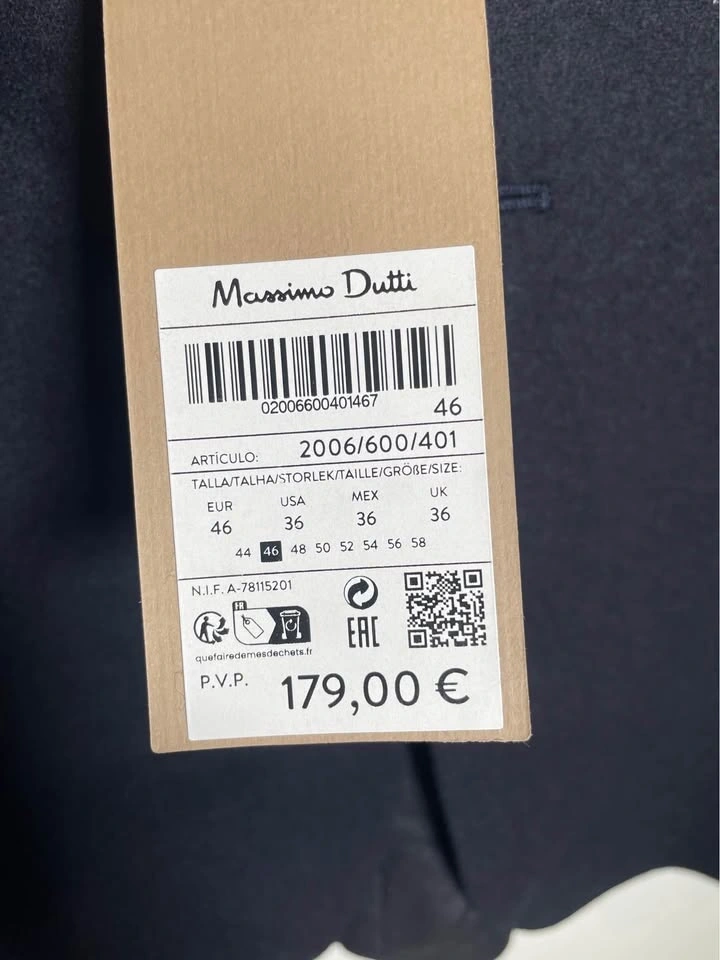 Massimo Dutti
02006600401467
46
ARTÍCULO: 2006/600/401
TALLA/TALHA/STORLEK/TAILLE/GRÖßE/SIZE:
EUR USA MEX UK
46 36 36 36
44 46 48 50 52 54 56 58
N.I.F. A-78115201
FR
EAC
quefairedemesdechets.fr
P.V.P. 179,00 €